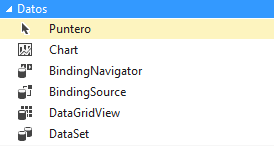 Datos
Puntero
Chart
BindingNavigator
BindingSource
DataGridView
DataSet